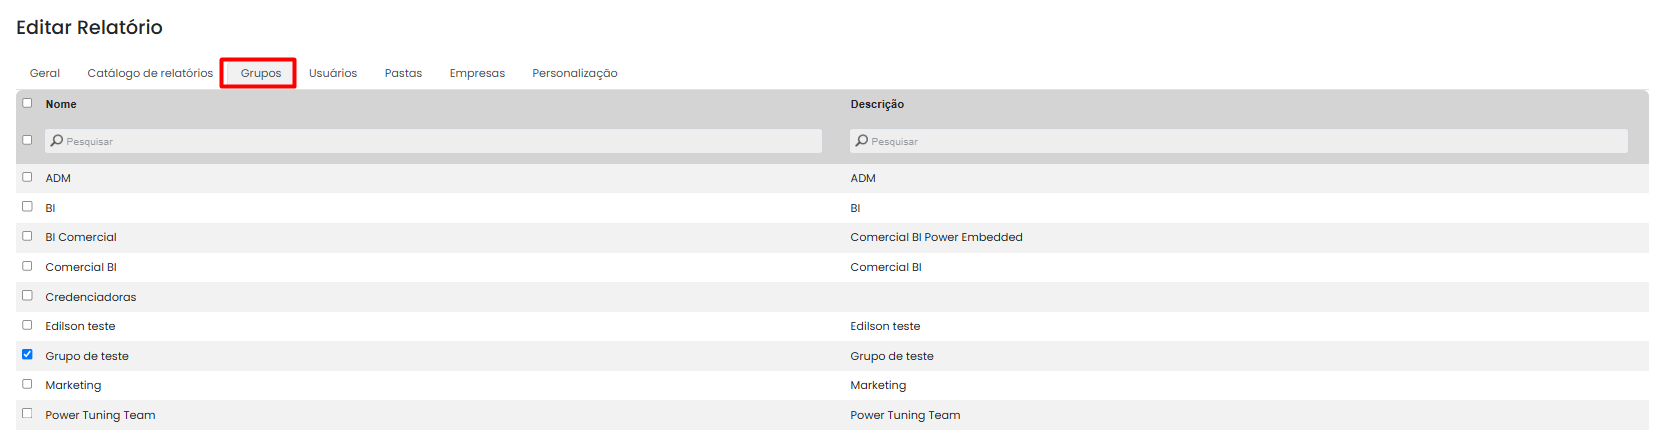 Editar Relatório
Geral Catálogo de relatórios Grupos Usuários Pastas Empresas Personalização
Nome Descrição
Pesquisar Pesquisar
ADM ADM
BI BI
BI Comercial Comercial BI Power Embedded
Comercial BI Comercial BI
Credenciadoras
Edilson teste Edilson teste
Grupo de teste Grupo de teste
Marketing Marketing
Power Tuning Team Power Tuning Team